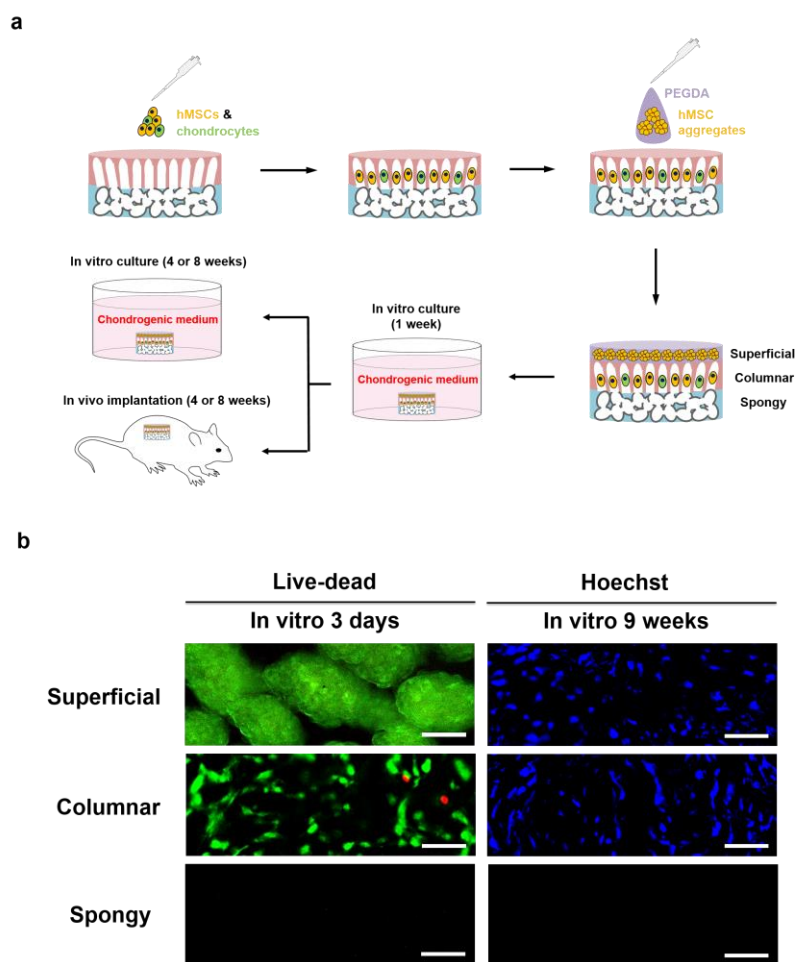 a
hMSCs &
chondrocytes
PEGDA
hMSC
aggregates
In vitro culture (4 or 8 weeks)
Chondrogenic medium
In vivo implantation (4 or 8 weeks)
In vitro culture
(1 week)
Chondrogenic medium
Superficial
Columnar
Spongy
b
Live-dead
Hoechst
In vitro 3 days
In vitro 9 weeks
Superficial
Columnar
Spongy